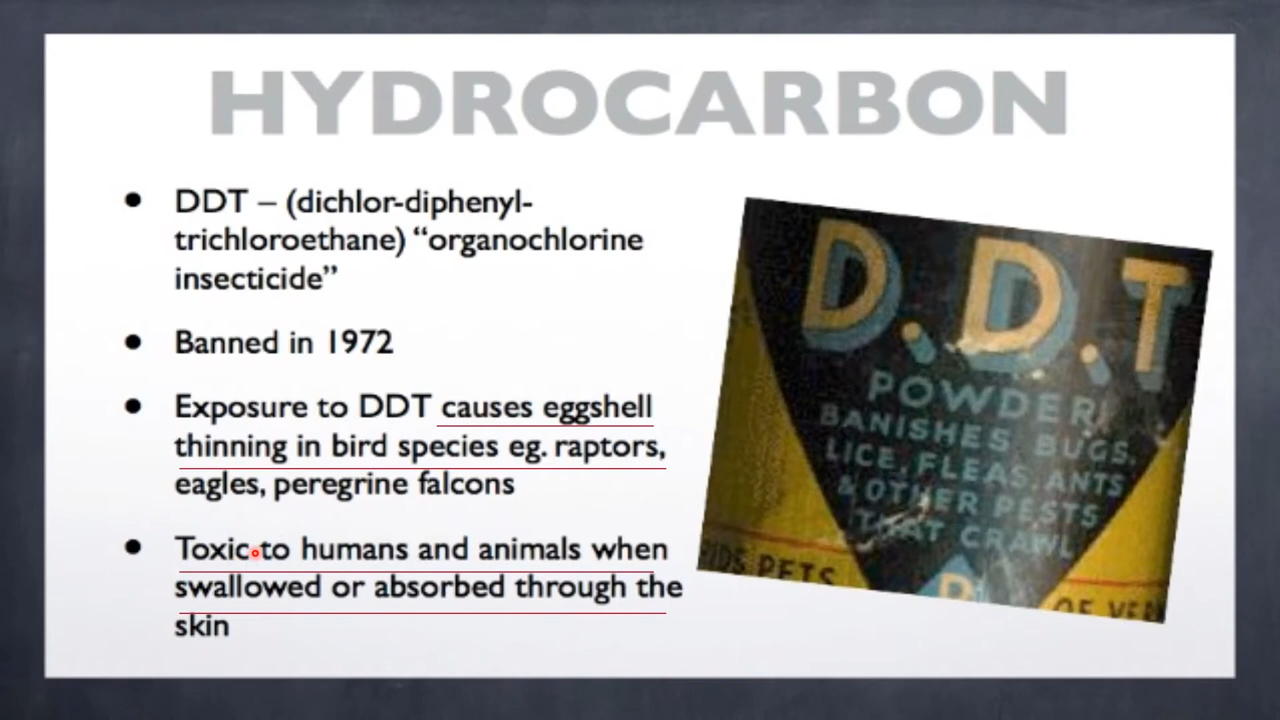 HYDROCARBON
DDT – (dichlor-diphenyl-
trichloroethane) “organochlorine
insecticide”
Banned in 1972
Exposure to DDT causes eggshell
thinning in bird species eg. raptors,
eagles, peregrine falcons
Toxic to humans and animals when
swallowed or absorbed through the
skin
D.D.T
POWDER
BANISHES BUGS,
LICE, FLEAS, ANTS
& OTHER PESTS
THAT CRAWL
PETS
D
OF